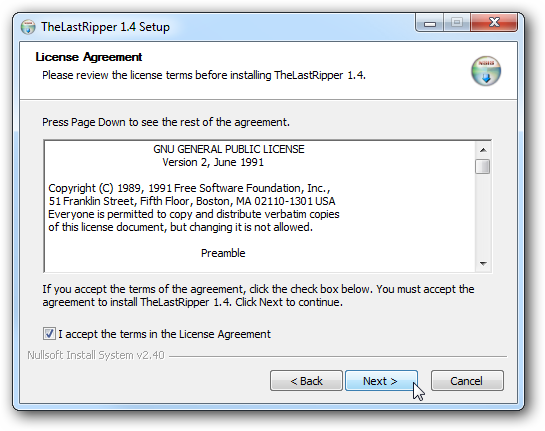 TheLastRipper 1.4 Setup
License Agreement
Please review the license terms before installing TheLastRipper 1.4.
Press Page Down to see the rest of the agreement.
GNU GENERAL PUBLIC LICENSE
Version 2, June 1991
Copyright (C) 1989, 1991 Free Software Foundation, Inc.,
51 Franklin Street, Fifth Floor, Boston, MA 02110-1301 USA
Everyone is permitted to copy and distribute verbatim copies
of this license document, but changing it is not allowed.
Preamble
If you accept the terms of the agreement, click the check box below. You must accept the
agreement to install TheLastRipper 1.4. Click Next to continue.
I accept the terms in the License Agreement
Nullsoft Install System v2.40
< Back
Next >
Cancel